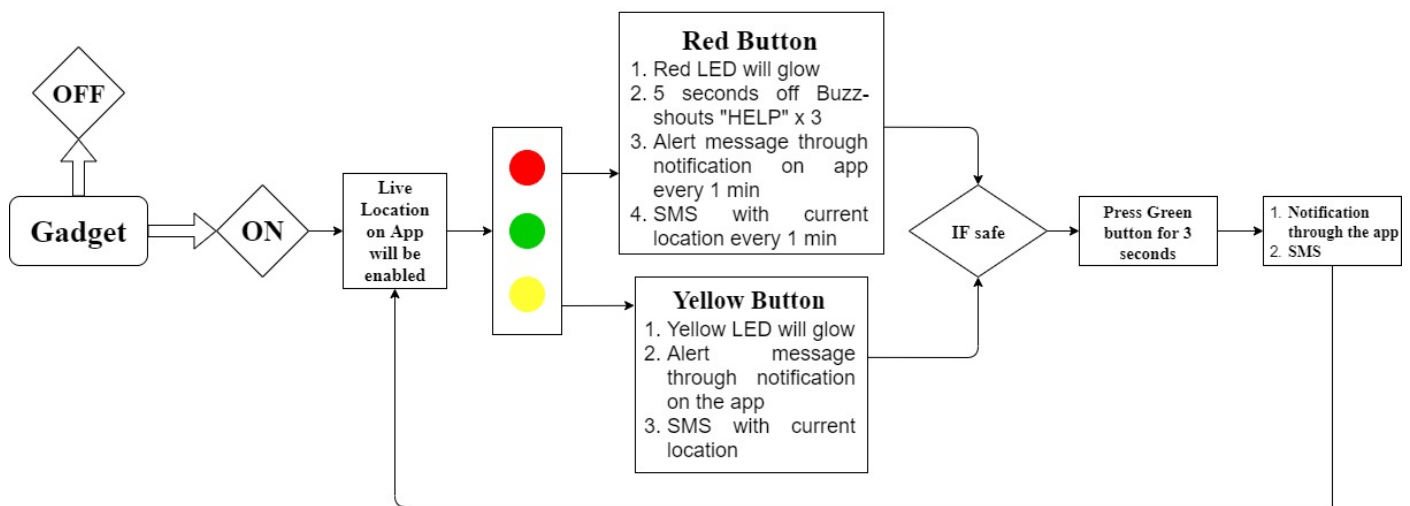 OFF
Gadget
ON
Live
Location
on App
will be
enabled
Red Button
1. Red LED will glow
2. 5 seconds off Buzz-
shouts "HELP" x 3
3. Alert message through
notification on app
every 1 min
4. SMS with current
location every 1 min
Yellow Button
1. Yellow LED will glow
2. Alert message
through notification
on the app
3. SMS with current
location
IF safe
Press Green
button for 3
seconds
1. Notification
through the app
2. SMS